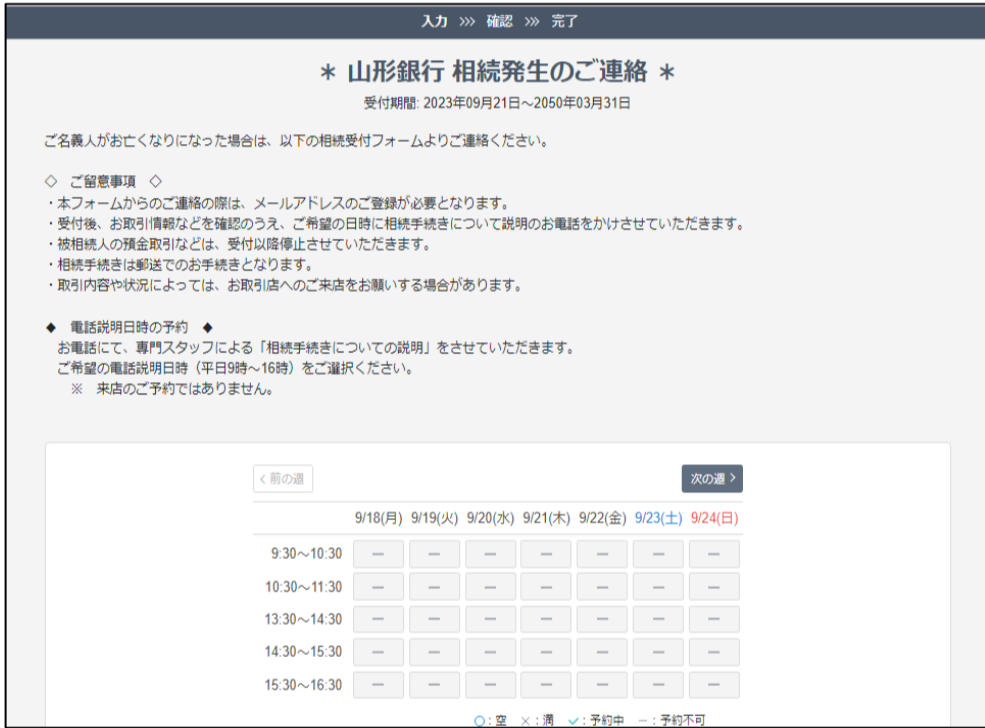 入力 >>> 確認 >>> 完了
＊ 山形銀行 相続発生のご連絡 ＊
受付期間: 2023年09月21日～2050年03月31日
ご名義人がお亡くなりになった場合は、以下の相続受付フォームよりご連絡ください。
◇ ご留意事項 ◇
・本フォームからのご連絡の際は、メールアドレスのご登録が必要となります。
・受付後、お取引情報などを確認のうえ、ご希望の日時に相続手続きについて説明のお電話をかけさせていただきます。
・被相続人の預金取引などは、受付以降停止させていただきます。
・相続手続きは郵送でのお手続きとなります。
・取引内容や状況によっては、お取引店へのご来店をお願いする場合があります。
◆ 電話説明日時の予約 ◆
お電話にて、専門スタッフによる「相続手続きについての説明」をさせていただきます。
ご希望の電話説明日時（平日9時～16時）をご選択ください。
※ 来店のご予約ではありません。
< 前の週 次の週 >
9/18(月) 9/19(火) 9/20(水) 9/21(木) 9/22(金) 9/23(土) 9/24(日)
9:30～10:30 － － － － － － －
10:30～11:30 － － － － － － －
13:30～14:30 － － － － － － －
14:30～15:30 － － － － － － －
15:30～16:30 － － － － － － －
○ : 空 × : 満 ✓ : 予約中 － : 予約不可